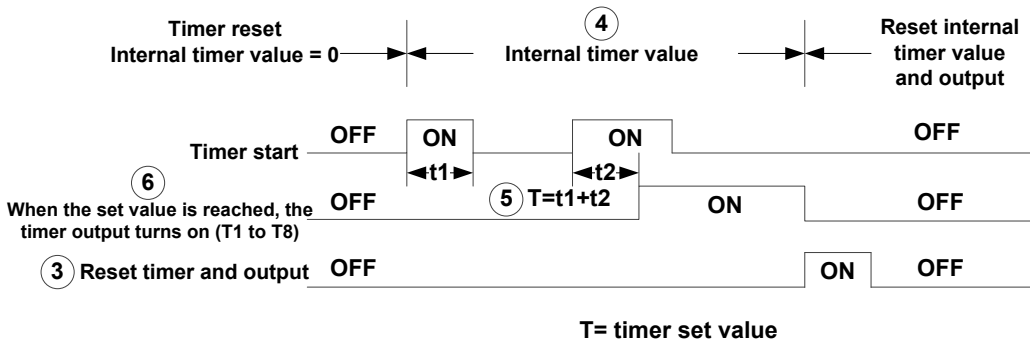 Timer reset
Internal timer value = 0
4
Internal timer value
Reset internal
timer value
and output
Timer start
OFF
ON
ON
OFF
t1
t2
6
When the set value is reached, the
timer output turns on (T1 to T8)
OFF
5 T=t1+t2
ON
OFF
3 Reset timer and output
OFF
ON
OFF
T= timer set value